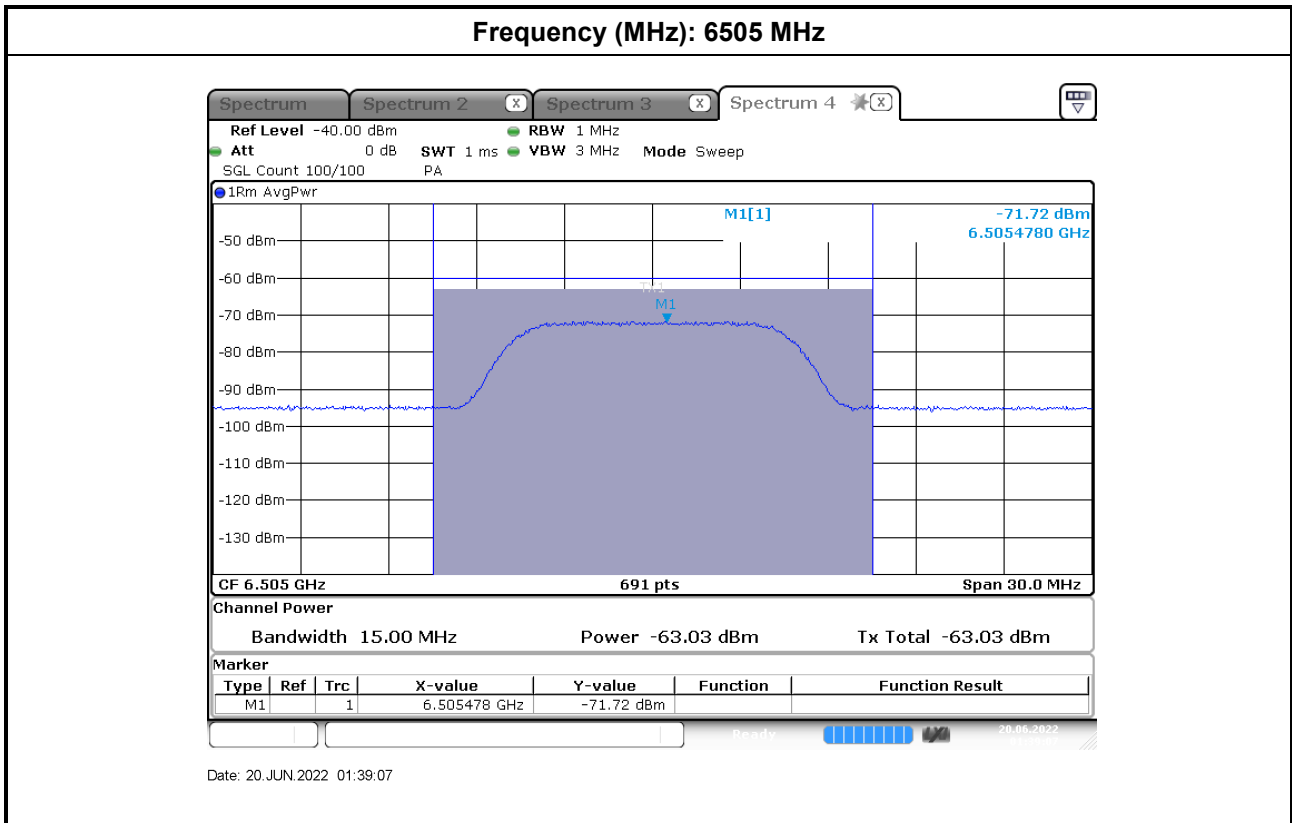 Frequency (MHz): 6505 MHz
Spectrum Spectrum 2 X Spectrum 3 X Spectrum 4 X
Ref Level -40.00 dBm RBW 1 MHz
Att 0 dB SWT 1 ms VBW 3 MHz Mode Sweep
SGL Count 100/100 PA
1Rm AvgPwr
M1[1] -71.72 dBm
6.5054780 GHz
-50 dBm
-60 dBm
Tx1
M1
-70 dBm
-80 dBm
-90 dBm
-100 dBm
-110 dBm
-120 dBm
-130 dBm
CF 6.505 GHz 691 pts Span 30.0 MHz
Channel Power
Bandwidth 15.00 MHz Power -63.03 dBm Tx Total -63.03 dBm
Marker
Type Ref Trc X-value Y-value Function Function Result
M1 1 6.505478 GHz -71.72 dBm
Ready 20.06.2022
Date: 20.JUN.2022 01:39:07